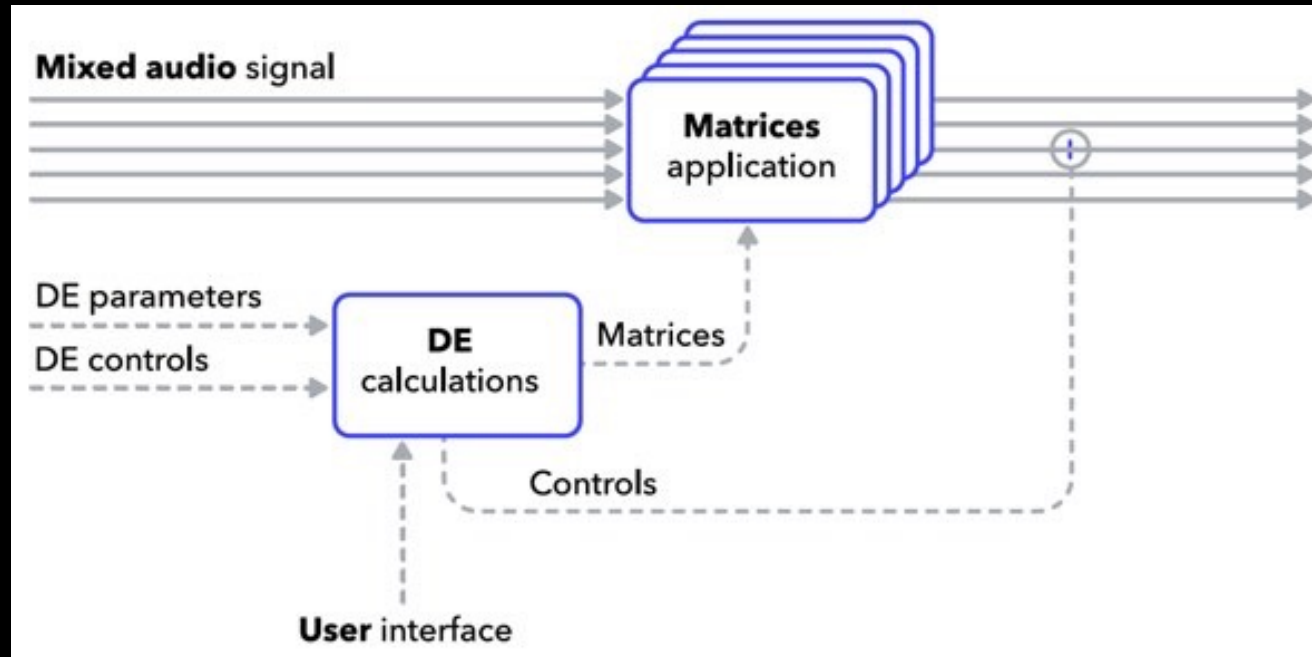 Mixed audio signal
Matrices
application
DE parameters
DE controls
DE
calculations
Matrices
Controls
User interface